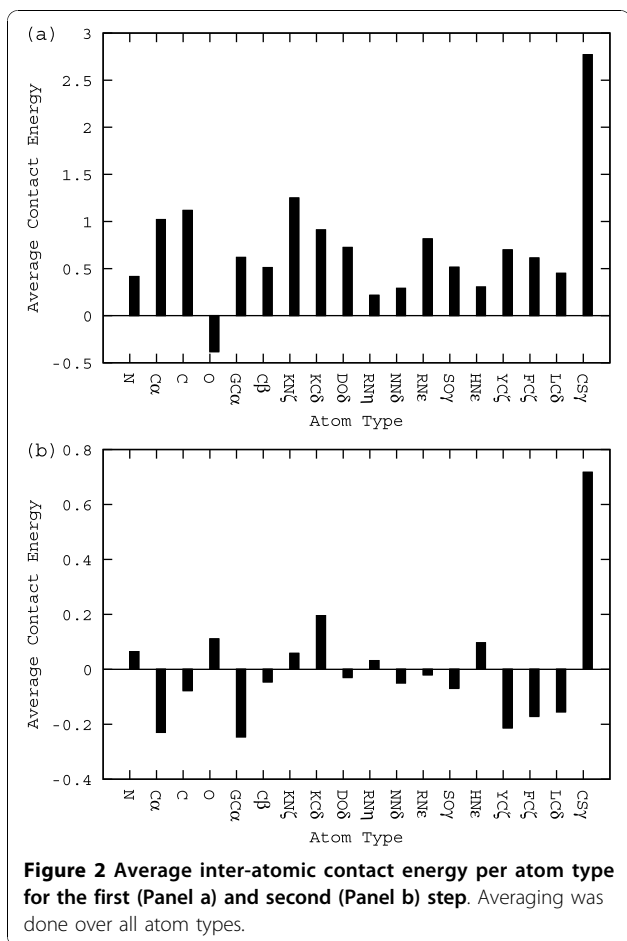 (a)
3
2.5
2
1.5
1
0.5
0
-0.5
Average Contact Energy
N Cα C O GCα Cβ KNζ KCδ DOδ RNη NNδ RNε SOγ HNε YCζ FCζ LCδ CSγ
Atom Type
(b)
0.8
0.6
0.4
0.2
0
-0.2
-0.4
Average Contact Energy
N Cα C O GCα Cβ KNζ KCδ DOδ RNη NNδ RNε SOγ HNε YCζ FCζ LCδ CSγ
Atom Type
Figure 2 Average inter-atomic contact energy per atom type
for the first (Panel a) and second (Panel b) step. Averaging was
done over all atom types.